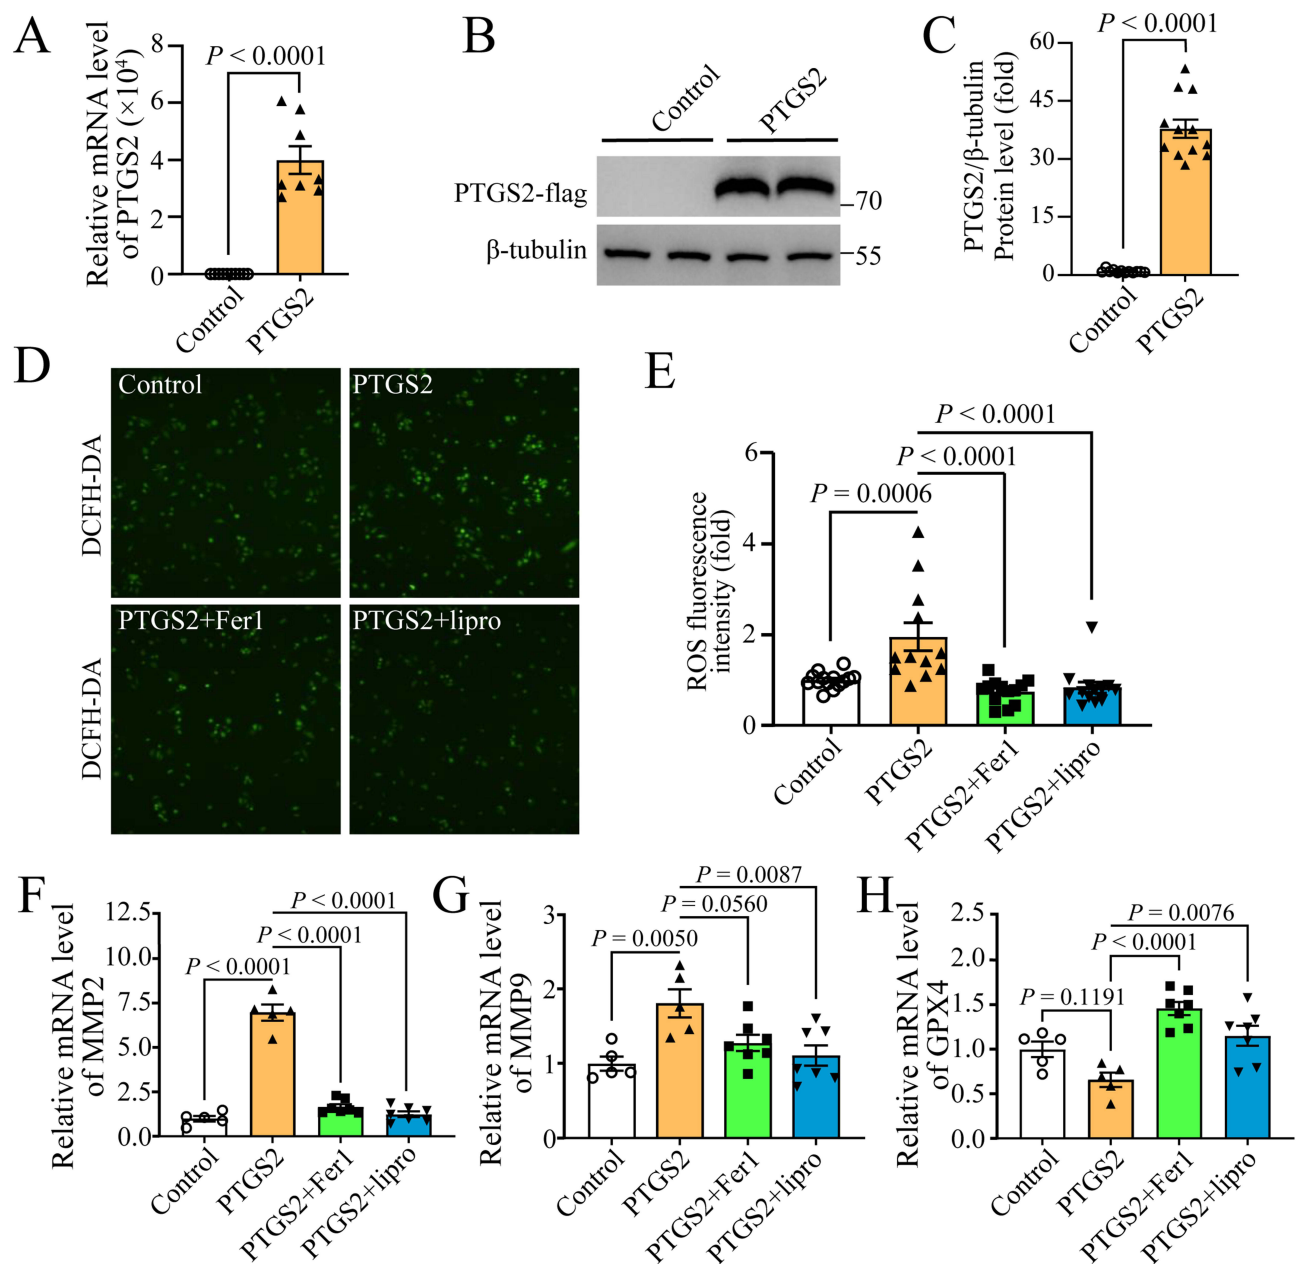 A
Relative mRNA level
of PTGS2 (×10⁴)
8
6
4
2
0
P < 0.0001
Control
PTGS2
B
Control
PTGS2
PTGS2-flag
70
β-tubulin
55
C
PTGS2/β-tubulin
Protein level (fold)
60
45
30
15
0
P < 0.0001
Control
PTGS2
D
DCFH-DA
Control
PTGS2
DCFH-DA
PTGS2+Fer1
PTGS2+lipro
E
ROS fluorescence
intensity (fold)
6
4
2
0
P < 0.0001
P < 0.0001
P = 0.0006
Control
PTGS2
PTGS2+Fer1
PTGS2+lipro
F
Relative mRNA level
of MMP2
12.5
10.0
7.5
5.0
2.5
0.0
P < 0.0001
P < 0.0001
P < 0.0001
Control
PTGS2
PTGS2+Fer1
PTGS2+lipro
G
Relative mRNA level
of MMP9
3
2
1
0
P = 0.0087
P = 0.0560
P = 0.0050
Control
PTGS2
PTGS2+Fer1
PTGS2+lipro
H
Relative mRNA level
of GPX4
2.5
2.0
1.5
1.0
0.5
0.0
P = 0.0076
P < 0.0001
P = 0.1191
Control
PTGS2
PTGS2+Fer1
PTGS2+lipro